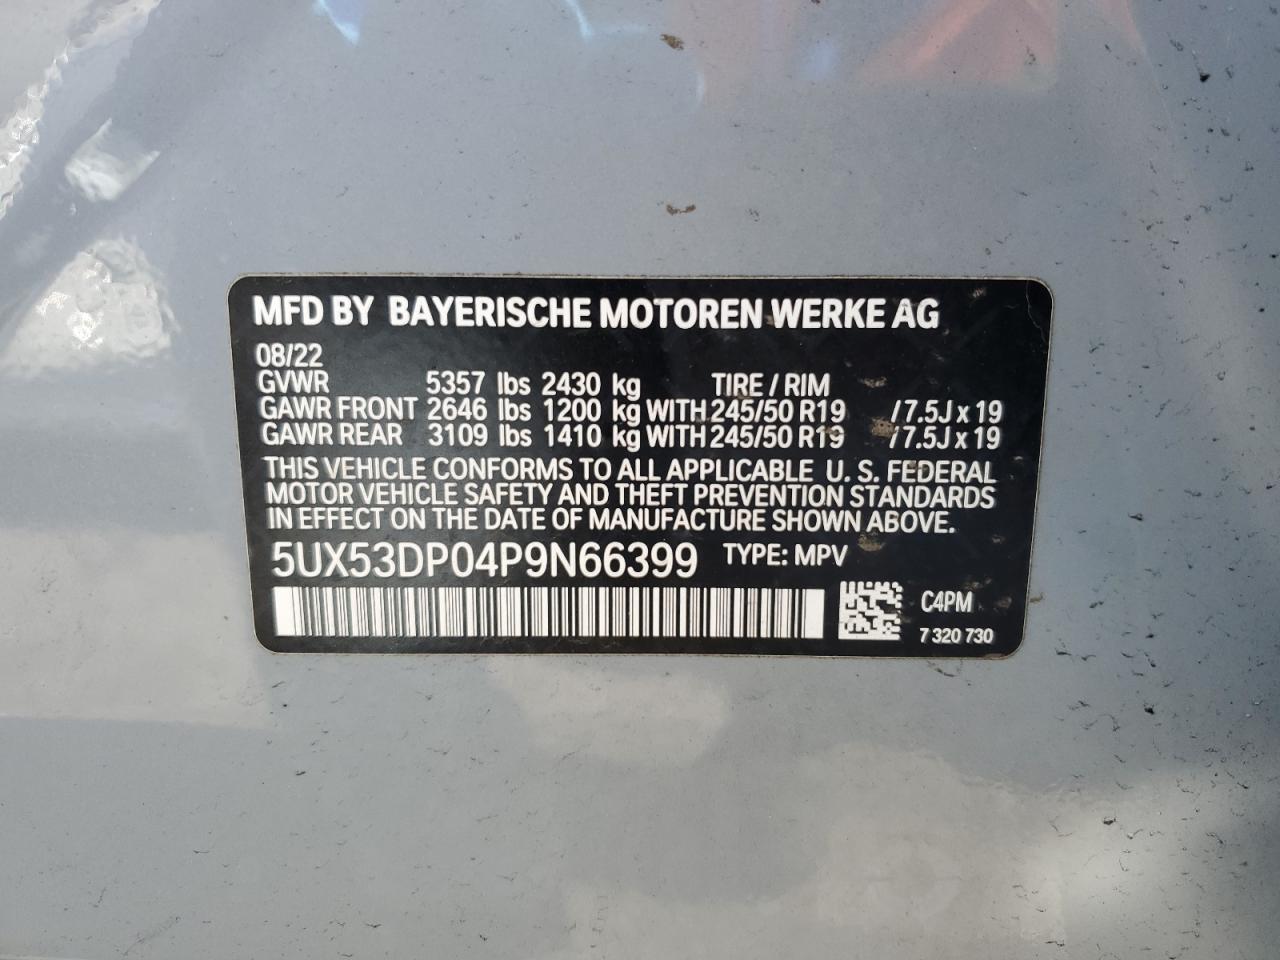 MFD BY BAYERISCHE MOTOREN WERKE AG
08/22
GVWR 5357 lbs 2430 kg TIRE / RIM
GAWR FRONT 2646 lbs 1200 kg WITH 245/50 R19 / 7.5J x 19
GAWR REAR 3109 lbs 1410 kg WITH 245/50 R19 / 7.5J x 19
THIS VEHICLE CONFORMS TO ALL APPLICABLE U. S. FEDERAL
MOTOR VEHICLE SAFETY AND THEFT PREVENTION STANDARDS
IN EFFECT ON THE DATE OF MANUFACTURE SHOWN ABOVE.
5UX53DP04P9N66399 TYPE: MPV
C4PM
7 320 730